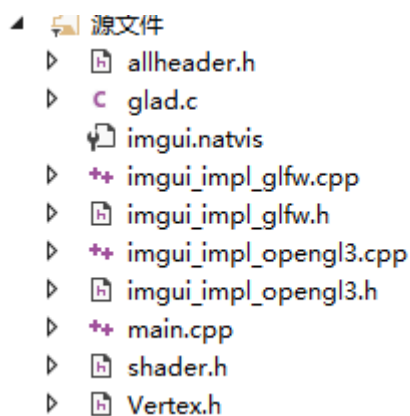 源文件
allheader.h
glad.c
imgui.natvis
imgui_impl_glfw.cpp
imgui_impl_glfw.h
imgui_impl_opengl3.cpp
imgui_impl_opengl3.h
main.cpp
shader.h
Vertex.h